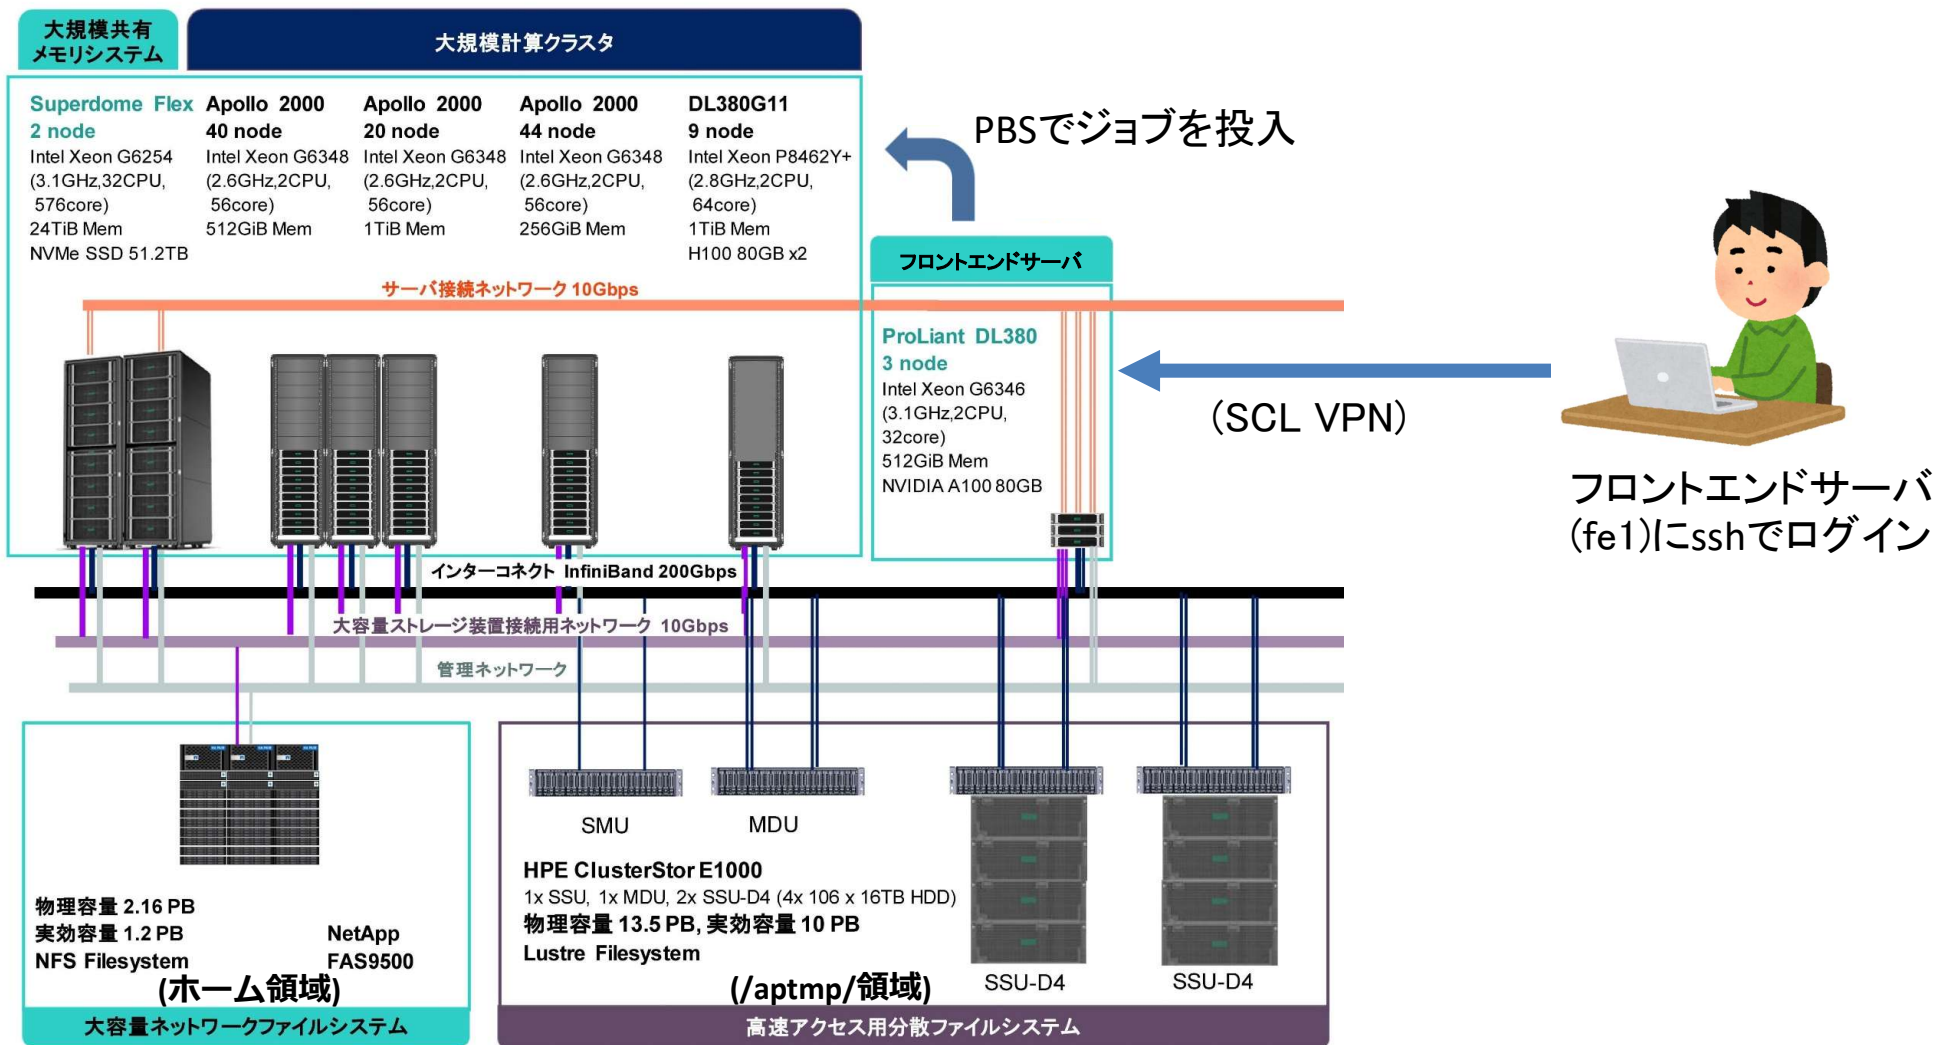 大規模共有
メモリシステム
大規模計算クラスタ
Superdome Flex
2 node
Intel Xeon G6254
(3.1GHz,32CPU,
576core)
24TiB Mem
NVMe SSD 51.2TB
Apollo 2000
40 node
Intel Xeon G6348
(2.6GHz,2CPU,
56core)
512GiB Mem
Apollo 2000
20 node
Intel Xeon G6348
(2.6GHz,2CPU,
56core)
1TiB Mem
Apollo 2000
44 node
Intel Xeon G6348
(2.6GHz,2CPU,
56core)
256GiB Mem
DL380G11
9 node
Intel Xeon P8462Y+
(2.8GHz,2CPU,
64core)
1TiB Mem
H100 80GB x2
PBSでジョブを投入
フロントエンドサーバ
サーバ接続ネットワーク 10Gbps
ProLiant DL380
3 node
Intel Xeon G6346
(3.1GHz,2CPU,
32core)
512GiB Mem
NVIDIA A100 80GB
(SCL VPN)
フロントエンドサーバ
(fe1)にsshでログイン
インターコネクト InfiniBand 200Gbps
大容量ストレージ装置接続用ネットワーク 10Gbps
管理ネットワーク
物理容量 2.16 PB
実効容量 1.2 PB
NFS Filesystem
NetApp
FAS9500
(ホーム領域)
大容量ネットワークファイルシステム
SMU
MDU
HPE ClusterStor E1000
1x SSU, 1x MDU, 2x SSU-D4 (4x 106 x 16TB HDD)
物理容量 13.5 PB, 実効容量 10 PB
Lustre Filesystem
(/aptmp/領域)
SSU-D4
SSU-D4
高速アクセス用分散ファイルシステム